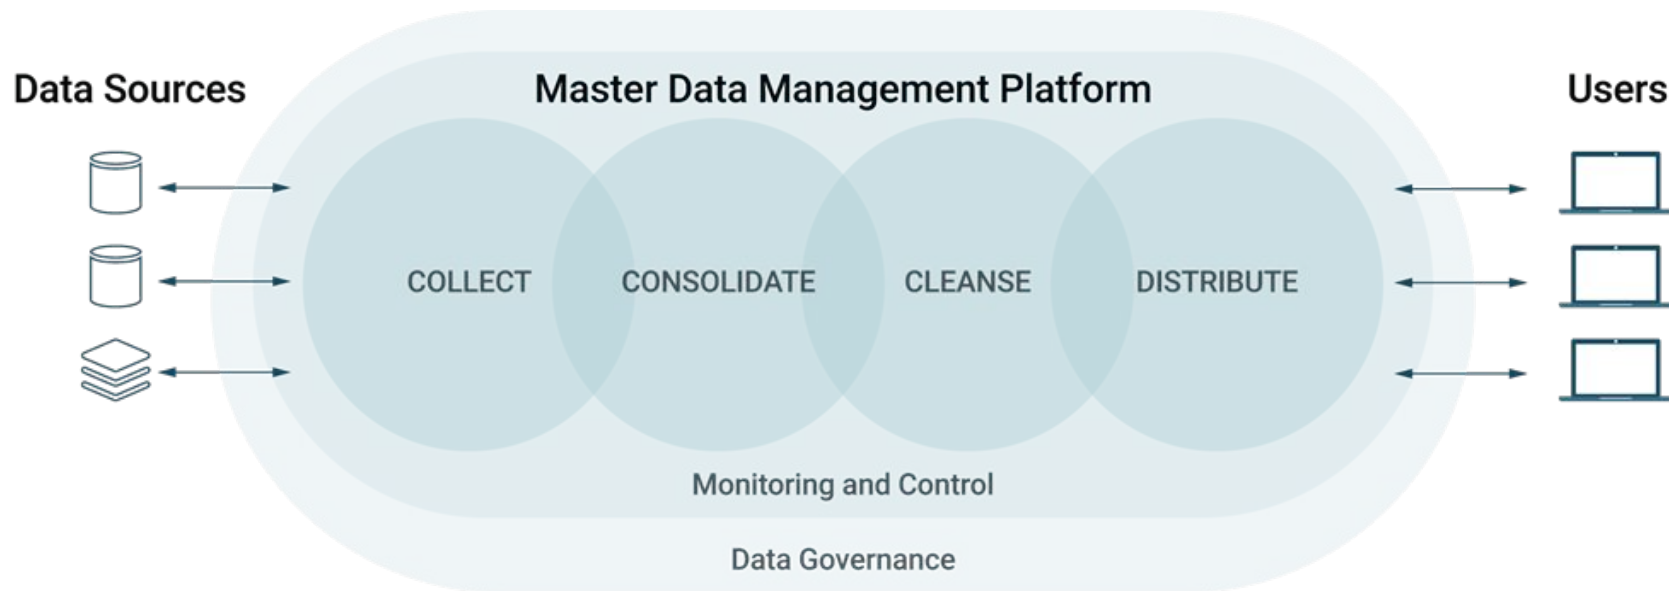 Data Sources
Master Data Management Platform
Users
COLLECT
CONSOLIDATE
CLEANSE
DISTRIBUTE
Monitoring and Control
Data Governance